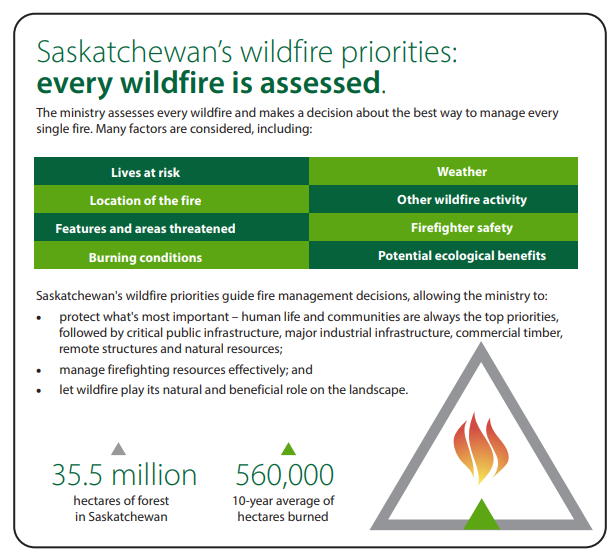 Saskatchewan’s wildfire priorities:
every wildfire is assessed.
The ministry assesses every wildfire and makes a decision about the best way to manage every
single fire. Many factors are considered, including:
Lives at risk
Weather
Location of the fire
Other wildfire activity
Features and areas threatened
Firefighter safety
Burning conditions
Potential ecological benefits
Saskatchewan's wildfire priorities guide fire management decisions, allowing the ministry to:
• protect what's most important – human life and communities are always the top priorities,
followed by critical public infrastructure, major industrial infrastructure, commercial timber,
remote structures and natural resources;
• manage firefighting resources effectively; and
• let wildfire play its natural and beneficial role on the landscape.
35.5 million
hectares of forest
in Saskatchewan
560,000
10-year average of
hectares burned